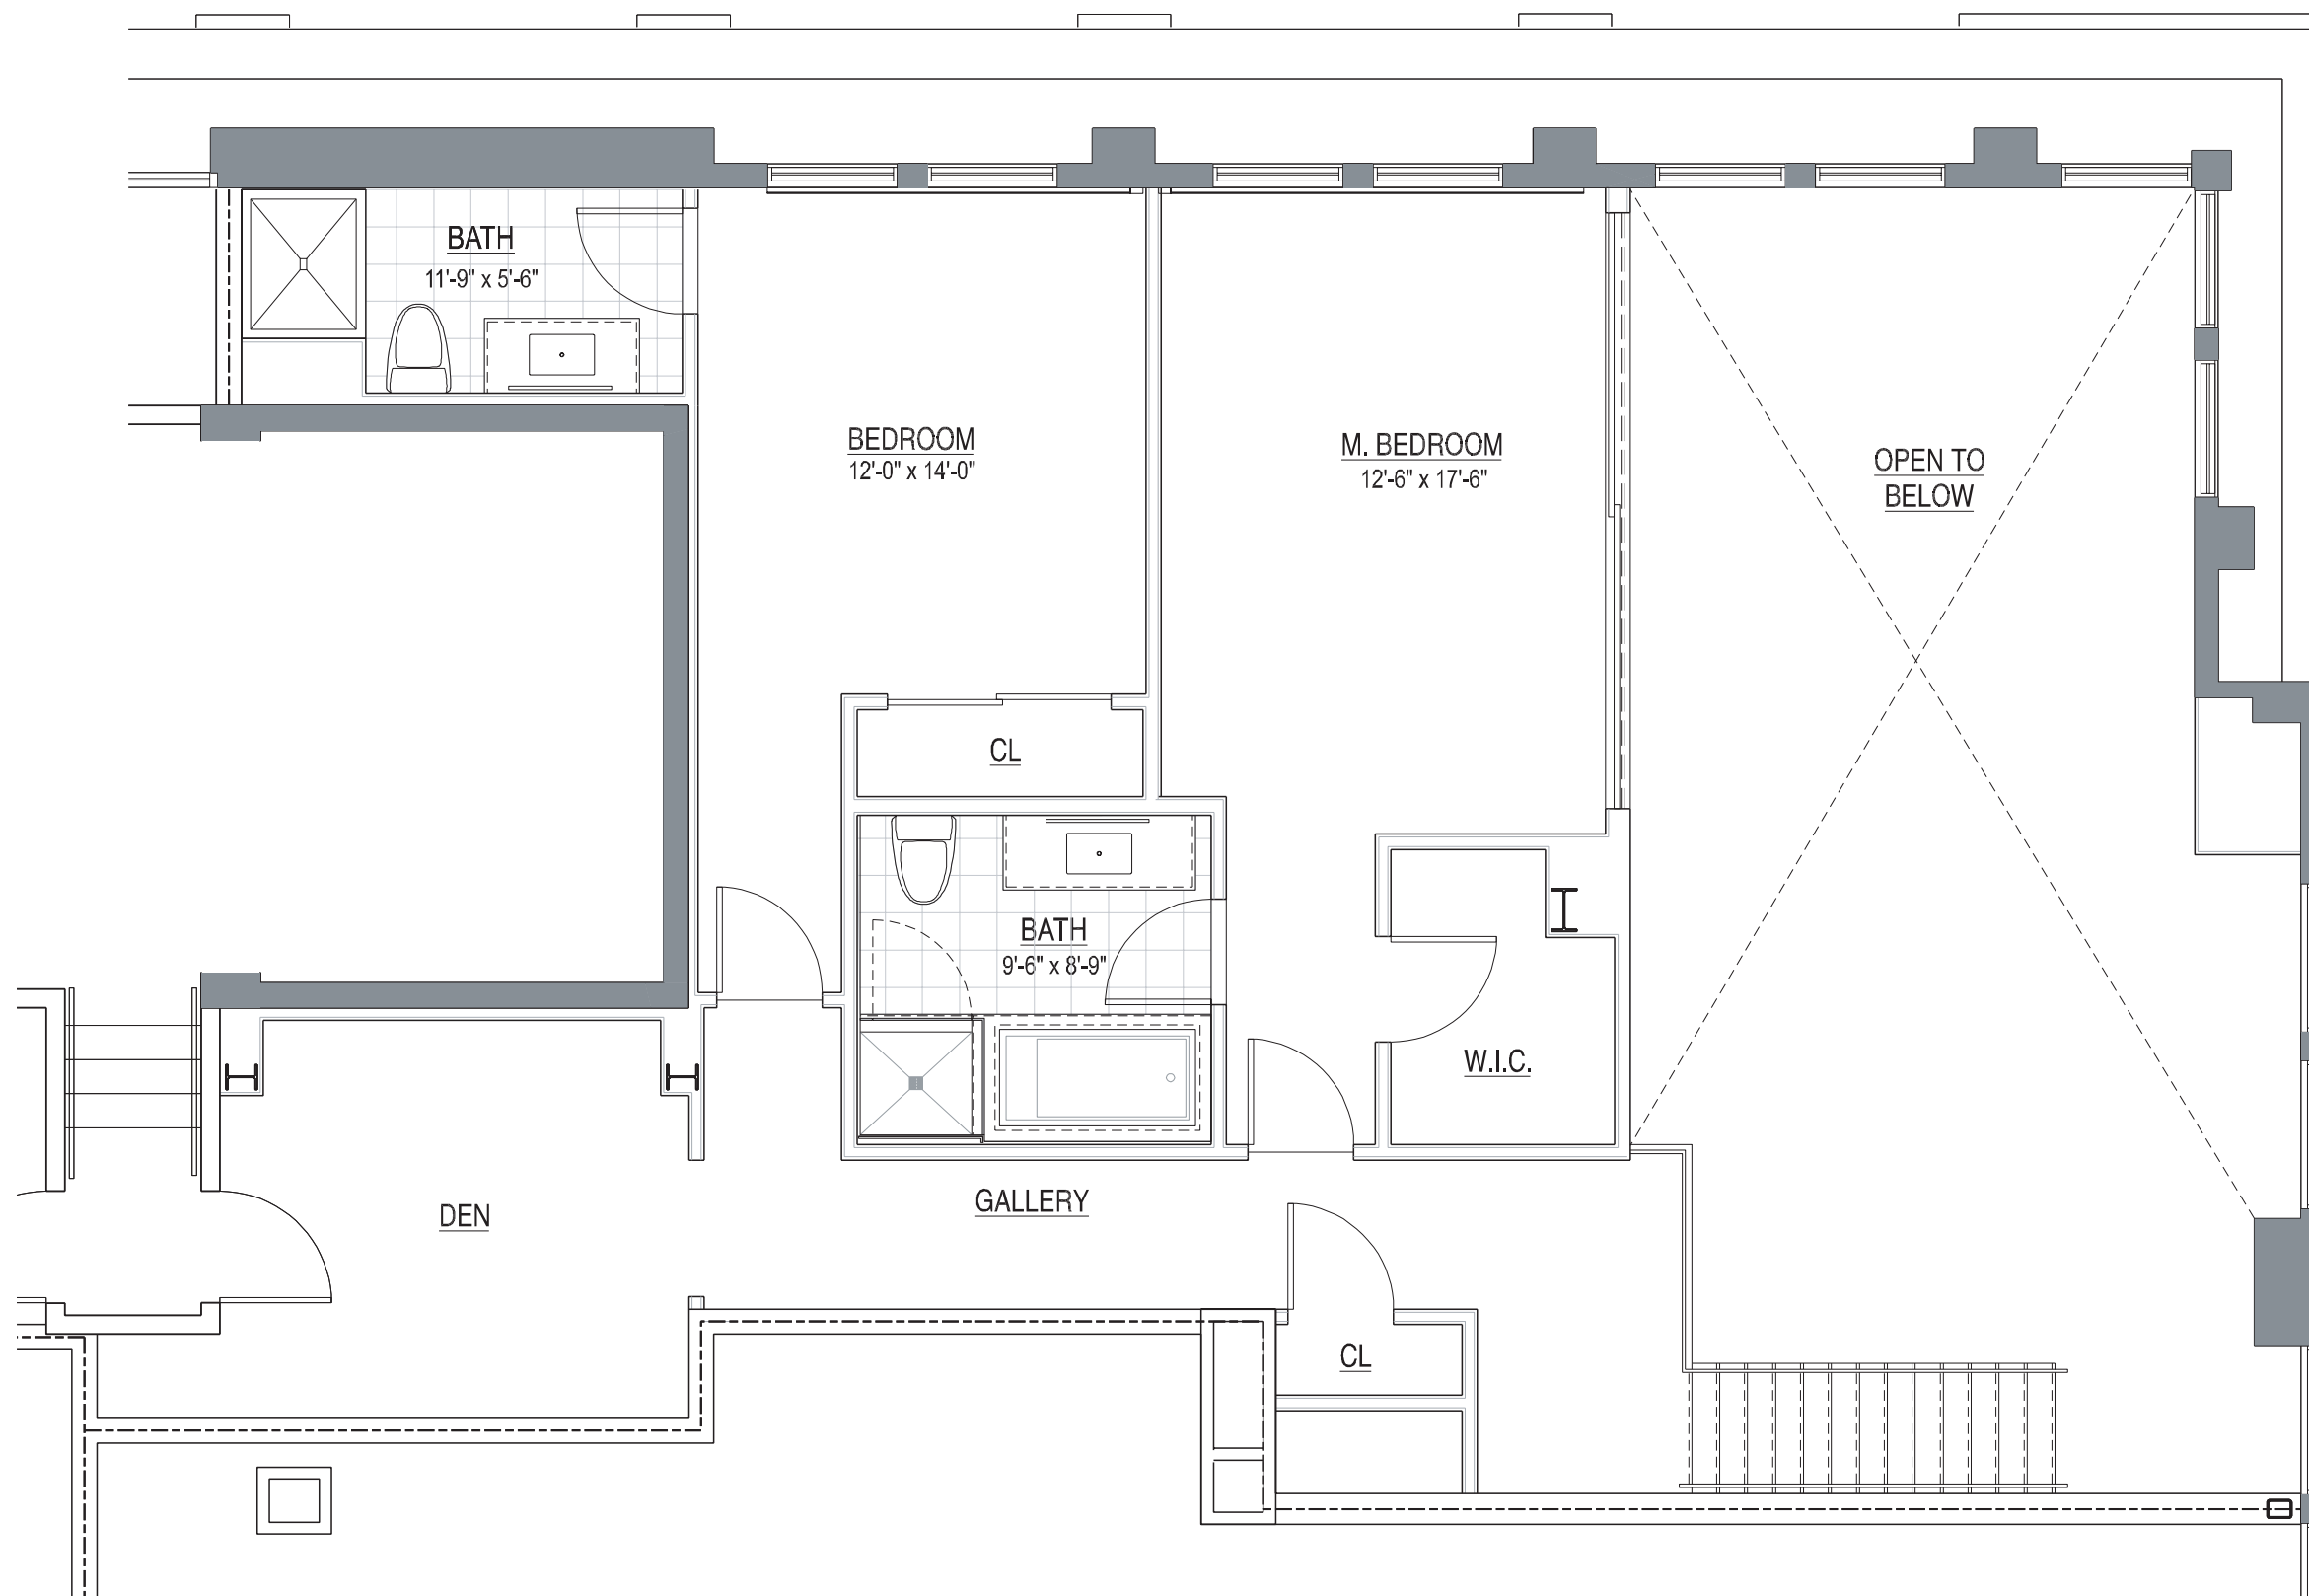 BATH
11'-9" x 5'-6"
BEDROOM
12'-0" x 14'-0"
M. BEDROOM
12'-6" x 17'-6"
OPEN TO
BELOW
CL
BATH
9'-6" x 8'-9"
W.I.C.
DEN
GALLERY
CL